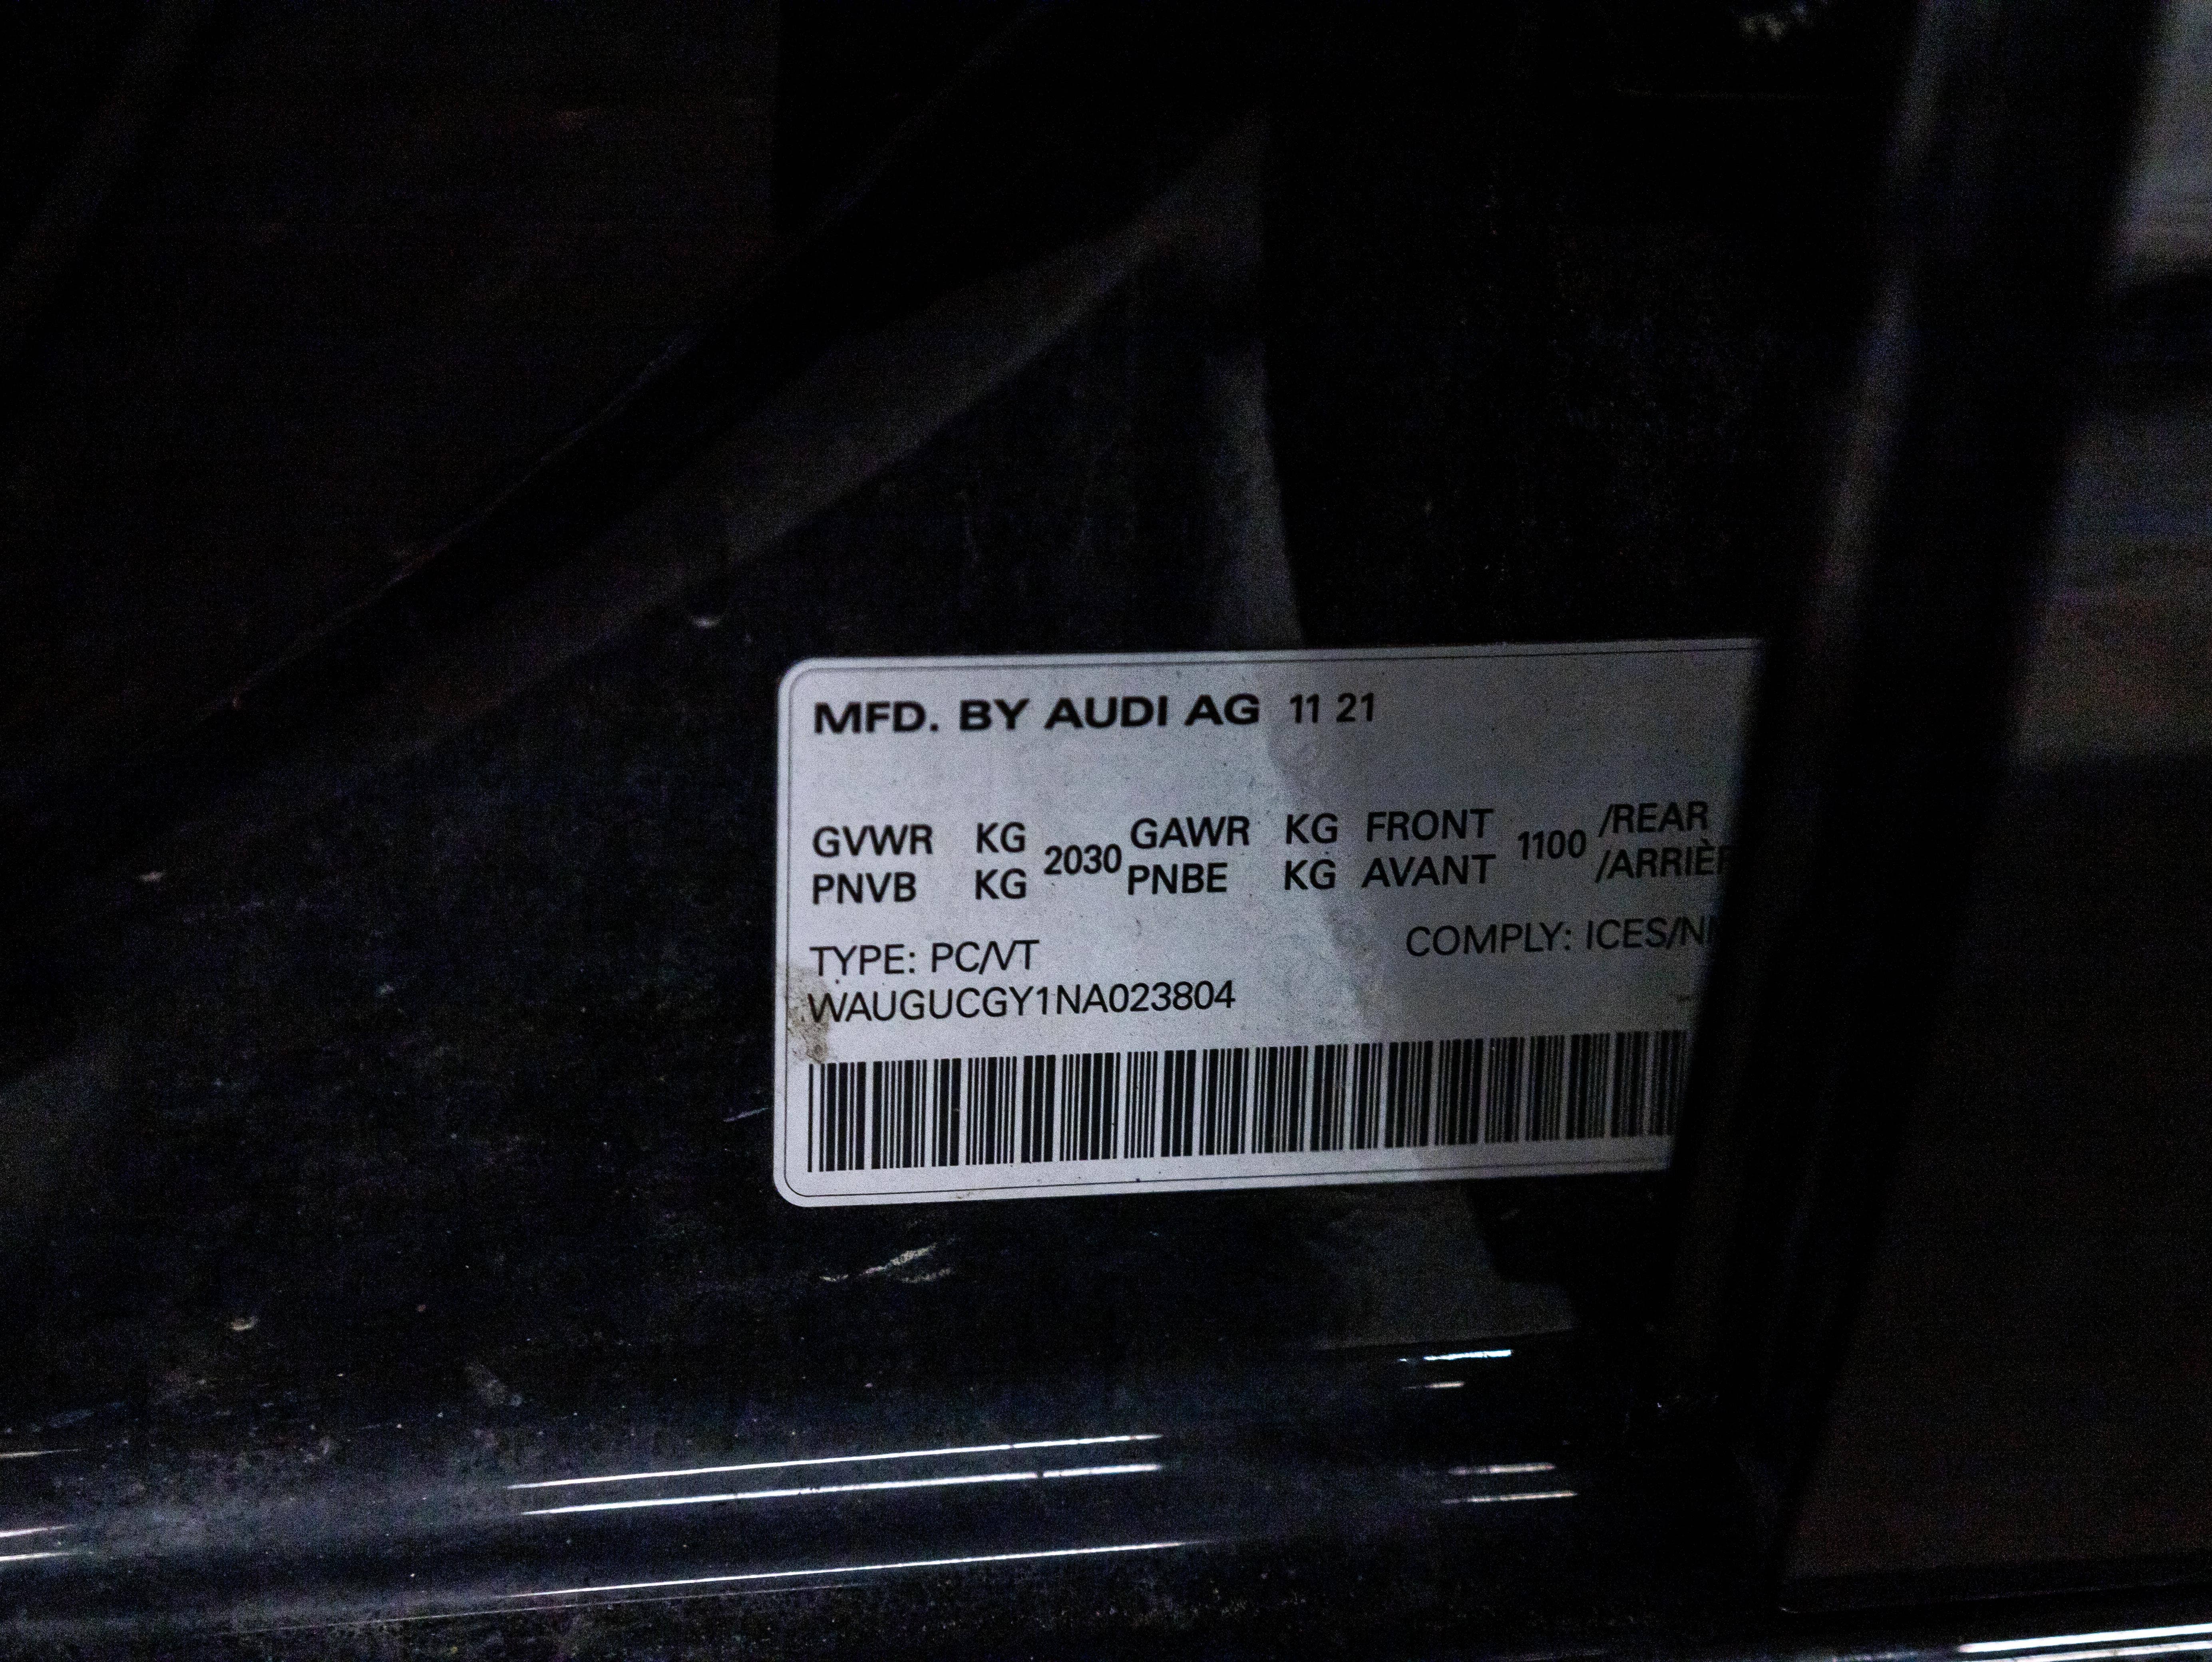 MFD. BY AUDI AG 11 21
GVWR KG 2030 GAWR KG FRONT 1100 /REAR
PNVB KG PNBE KG AVANT /ARRIÈR
TYPE: PC/VT COMPLY: ICES/N
WAUGUCGY1NA023804